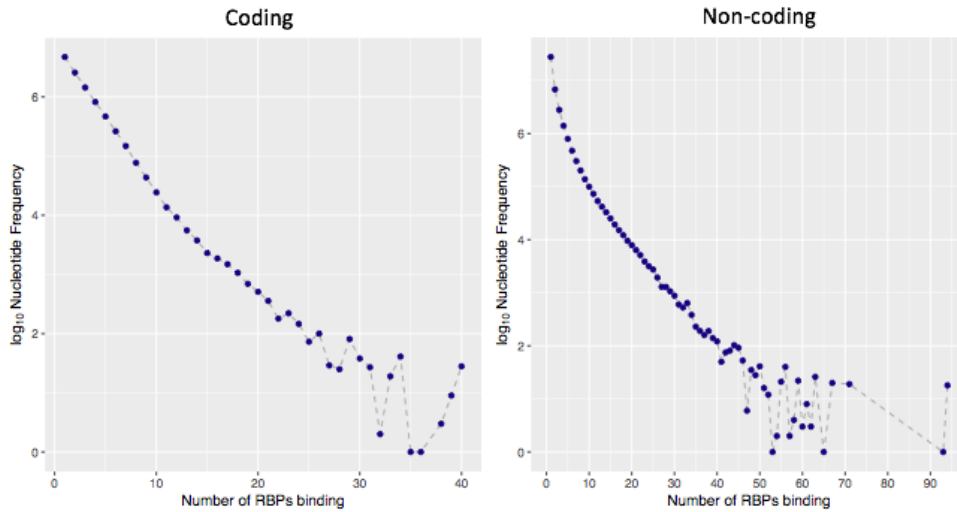 Coding
Non-coding
log10 Nucleotide Frequency
6
4
2
0
0 10 20 30 40
Number of RBPs binding
log10 Nucleotide Frequency
6
4
2
0
0 10 20 30 40 50 60 70 80 90
Number of RBPs binding